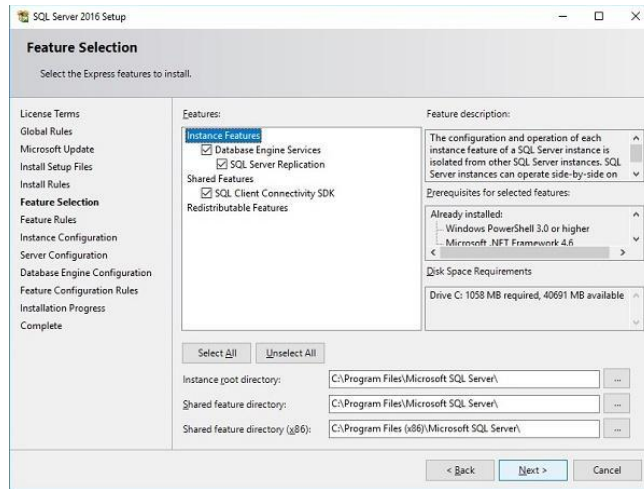 SQL Server 2016 Setup
Feature Selection
Select the Express features to install.
License Terms
Global Rules
Microsoft Update
Install Setup Files
Install Rules
Feature Selection
Feature Rules
Instance Configuration
Server Configuration
Database Engine Configuration
Feature Configuration Rules
Installation Progress
Complete
Features:
Instance Features
Database Engine Services
SQL Server Replication
Shared Features
SQL Client Connectivity SDK
Redistributable Features
Feature description:
The configuration and operation of each
instance feature of a SQL Server instance is
isolated from other SQL Server instances. SQL
Server instances can operate side-by-side on
Prerequisites for selected features:
Already installed:
Windows PowerShell 3.0 or higher
Microsoft .NET Framework 4.6
Disk Space Requirements
Drive C: 1058 MB required, 40691 MB available
Select All
Unselect All
Instance root directory:
C:\Program Files\Microsoft SQL Server\
...
Shared feature directory:
C:\Program Files\Microsoft SQL Server\
...
Shared feature directory (x86):
C:\Program Files (x86)\Microsoft SQL Server\
...
< Back
Next >
Cancel